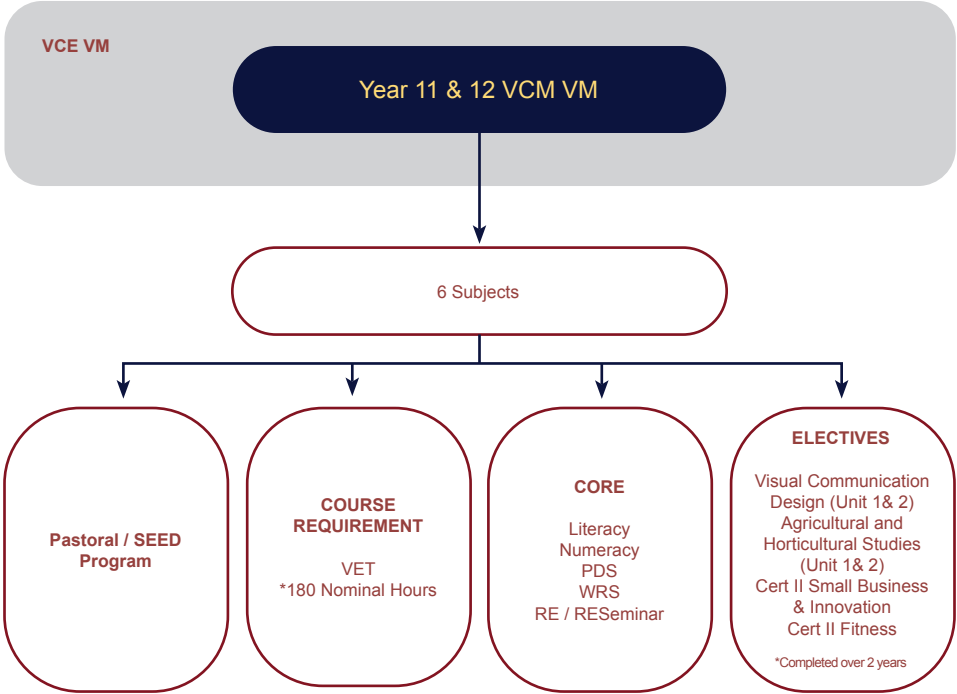 VCE VM
Year 11 & 12 VCM VM
6 Subjects
Pastoral / SEED
Program
COURSE
REQUIREMENT
VET
*180 Nominal Hours
CORE
Literacy
Numeracy
PDS
WRS
RE / RESeminar
ELECTIVES
Visual Communication
Design (Unit 1& 2)
Agricultural and
Horticultural Studies
(Unit 1& 2)
Cert II Small Business
& Innovation
Cert II Fitness
*Completed over 2 years